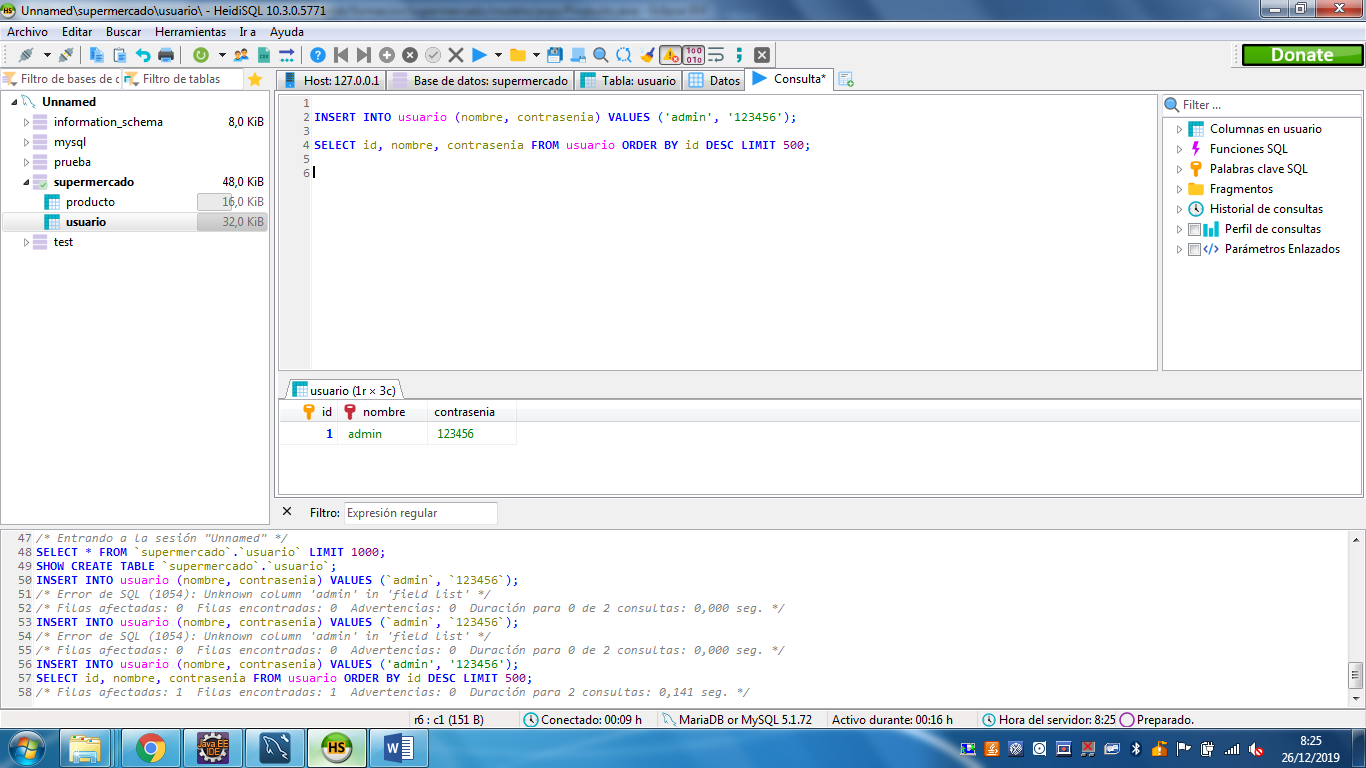 Unnamed\supermercado\usuario\ - HeidiSQL 10.3.0.5771
Archivo Editar Buscar Herramientas Ir a Ayuda
Donate
Filtro de bases de d
Filtro de tablas
Host: 127.0.0.1
Base de datos: supermercado
Tabla: usuario
Datos
Consulta*
Unnamed
information_schema 8,0 KiB
mysql
prueba
supermercado 48,0 KiB
producto 16,0 KiB
usuario 32,0 KiB
test
1
2 INSERT INTO usuario (nombre, contrasenia) VALUES ('admin', '123456');
3
4 SELECT id, nombre, contrasenia FROM usuario ORDER BY id DESC LIMIT 500;
5
6
Filter ...
Columnas en usuario
Funciones SQL
Palabras clave SQL
Fragmentos
Historial de consultas
Perfil de consultas
Parámetros Enlazados
usuario (1r × 3c)
id nombre contrasenia
1 admin 123456
Filtro: Expresión regular
47 /* Entrando a la sesión "Unnamed" */
48 SELECT * FROM `supermercado`.`usuario` LIMIT 1000;
49 SHOW CREATE TABLE `supermercado`.`usuario`;
50 INSERT INTO usuario (nombre, contrasenia) VALUES (`admin`, `123456`);
51 /* Error de SQL (1054): Unknown column 'admin' in 'field list' */
52 /* Filas afectadas: 0 Filas encontradas: 0 Advertencias: 0 Duración para 0 de 2 consultas: 0,000 seg. */
53 INSERT INTO usuario (nombre, contrasenia) VALUES (`admin`, `123456`);
54 /* Error de SQL (1054): Unknown column 'admin' in 'field list' */
55 /* Filas afectadas: 0 Filas encontradas: 0 Advertencias: 0 Duración para 0 de 2 consultas: 0,000 seg. */
56 INSERT INTO usuario (nombre, contrasenia) VALUES ('admin', '123456');
57 SELECT id, nombre, contrasenia FROM usuario ORDER BY id DESC LIMIT 500;
58 /* Filas afectadas: 1 Filas encontradas: 1 Advertencias: 0 Duración para 2 consultas: 0,141 seg. */
r6 : c1 (151 B)
Conectado: 00:09 h
MariaDB or MySQL 5.1.72
Activo durante: 00:16 h
Hora del servidor: 8:25
Preparado.
Java EE
IDE
HS
8:25
26/12/2019